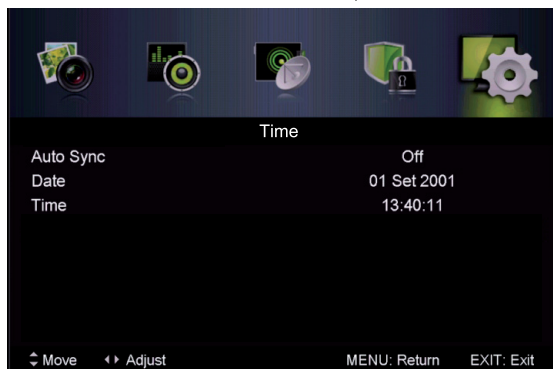 Time
Auto Sync Off
Date 01 Set 2001
Time 13:40:11
Move Adjust MENU: Return EXIT: Exit